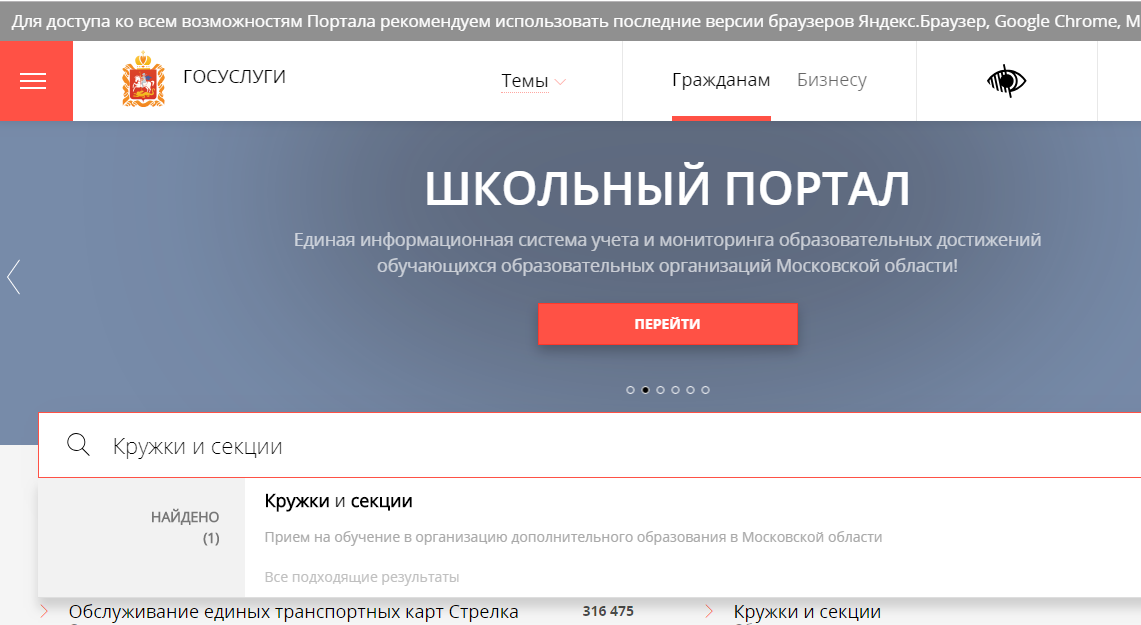 Для доступа ко всем возможностям Портала рекомендуем использовать последние версии браузеров Яндекс.Браузер, Google Chrome,
ГОСУСЛУГИ
Темы
Гражданам
Бизнесу
ШКОЛЬНЫЙ ПОРТАЛ
Единая информационная система учета и мониторинга образовательных достижений
обучающихся образовательных организаций Московской области!
ПЕРЕЙТИ
Кружки и секции
НАЙДЕНО
(1)
Кружки и секции
Прием на обучение в организацию дополнительного образования в Московской области
Все подходящие результаты
Обслуживание единых транспортных карт Стрелка
316 475
Кружки и секции